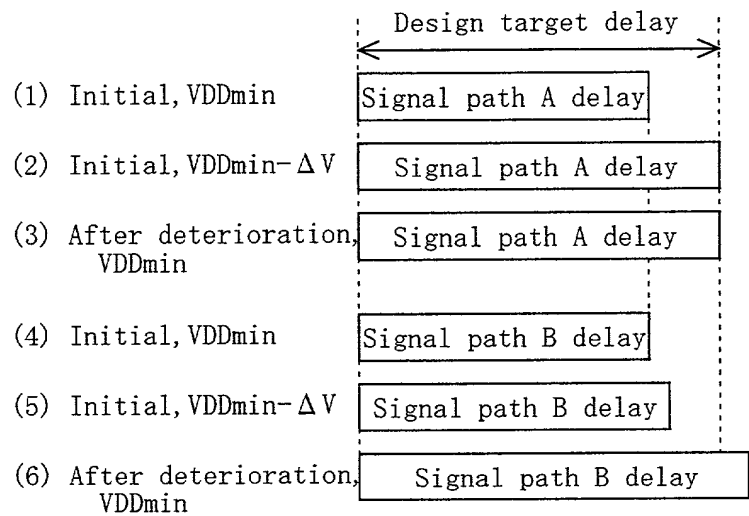 Design target delay
(1) Initial, VDDmin
Signal path A delay
(2) Initial, VDDmin-ΔV
Signal path A delay
(3) After deterioration,
VDDmin
Signal path A delay
(4) Initial, VDDmin
Signal path B delay
(5) Initial, VDDmin-ΔV
Signal path B delay
(6) After deterioration,
VDDmin
Signal path B delay